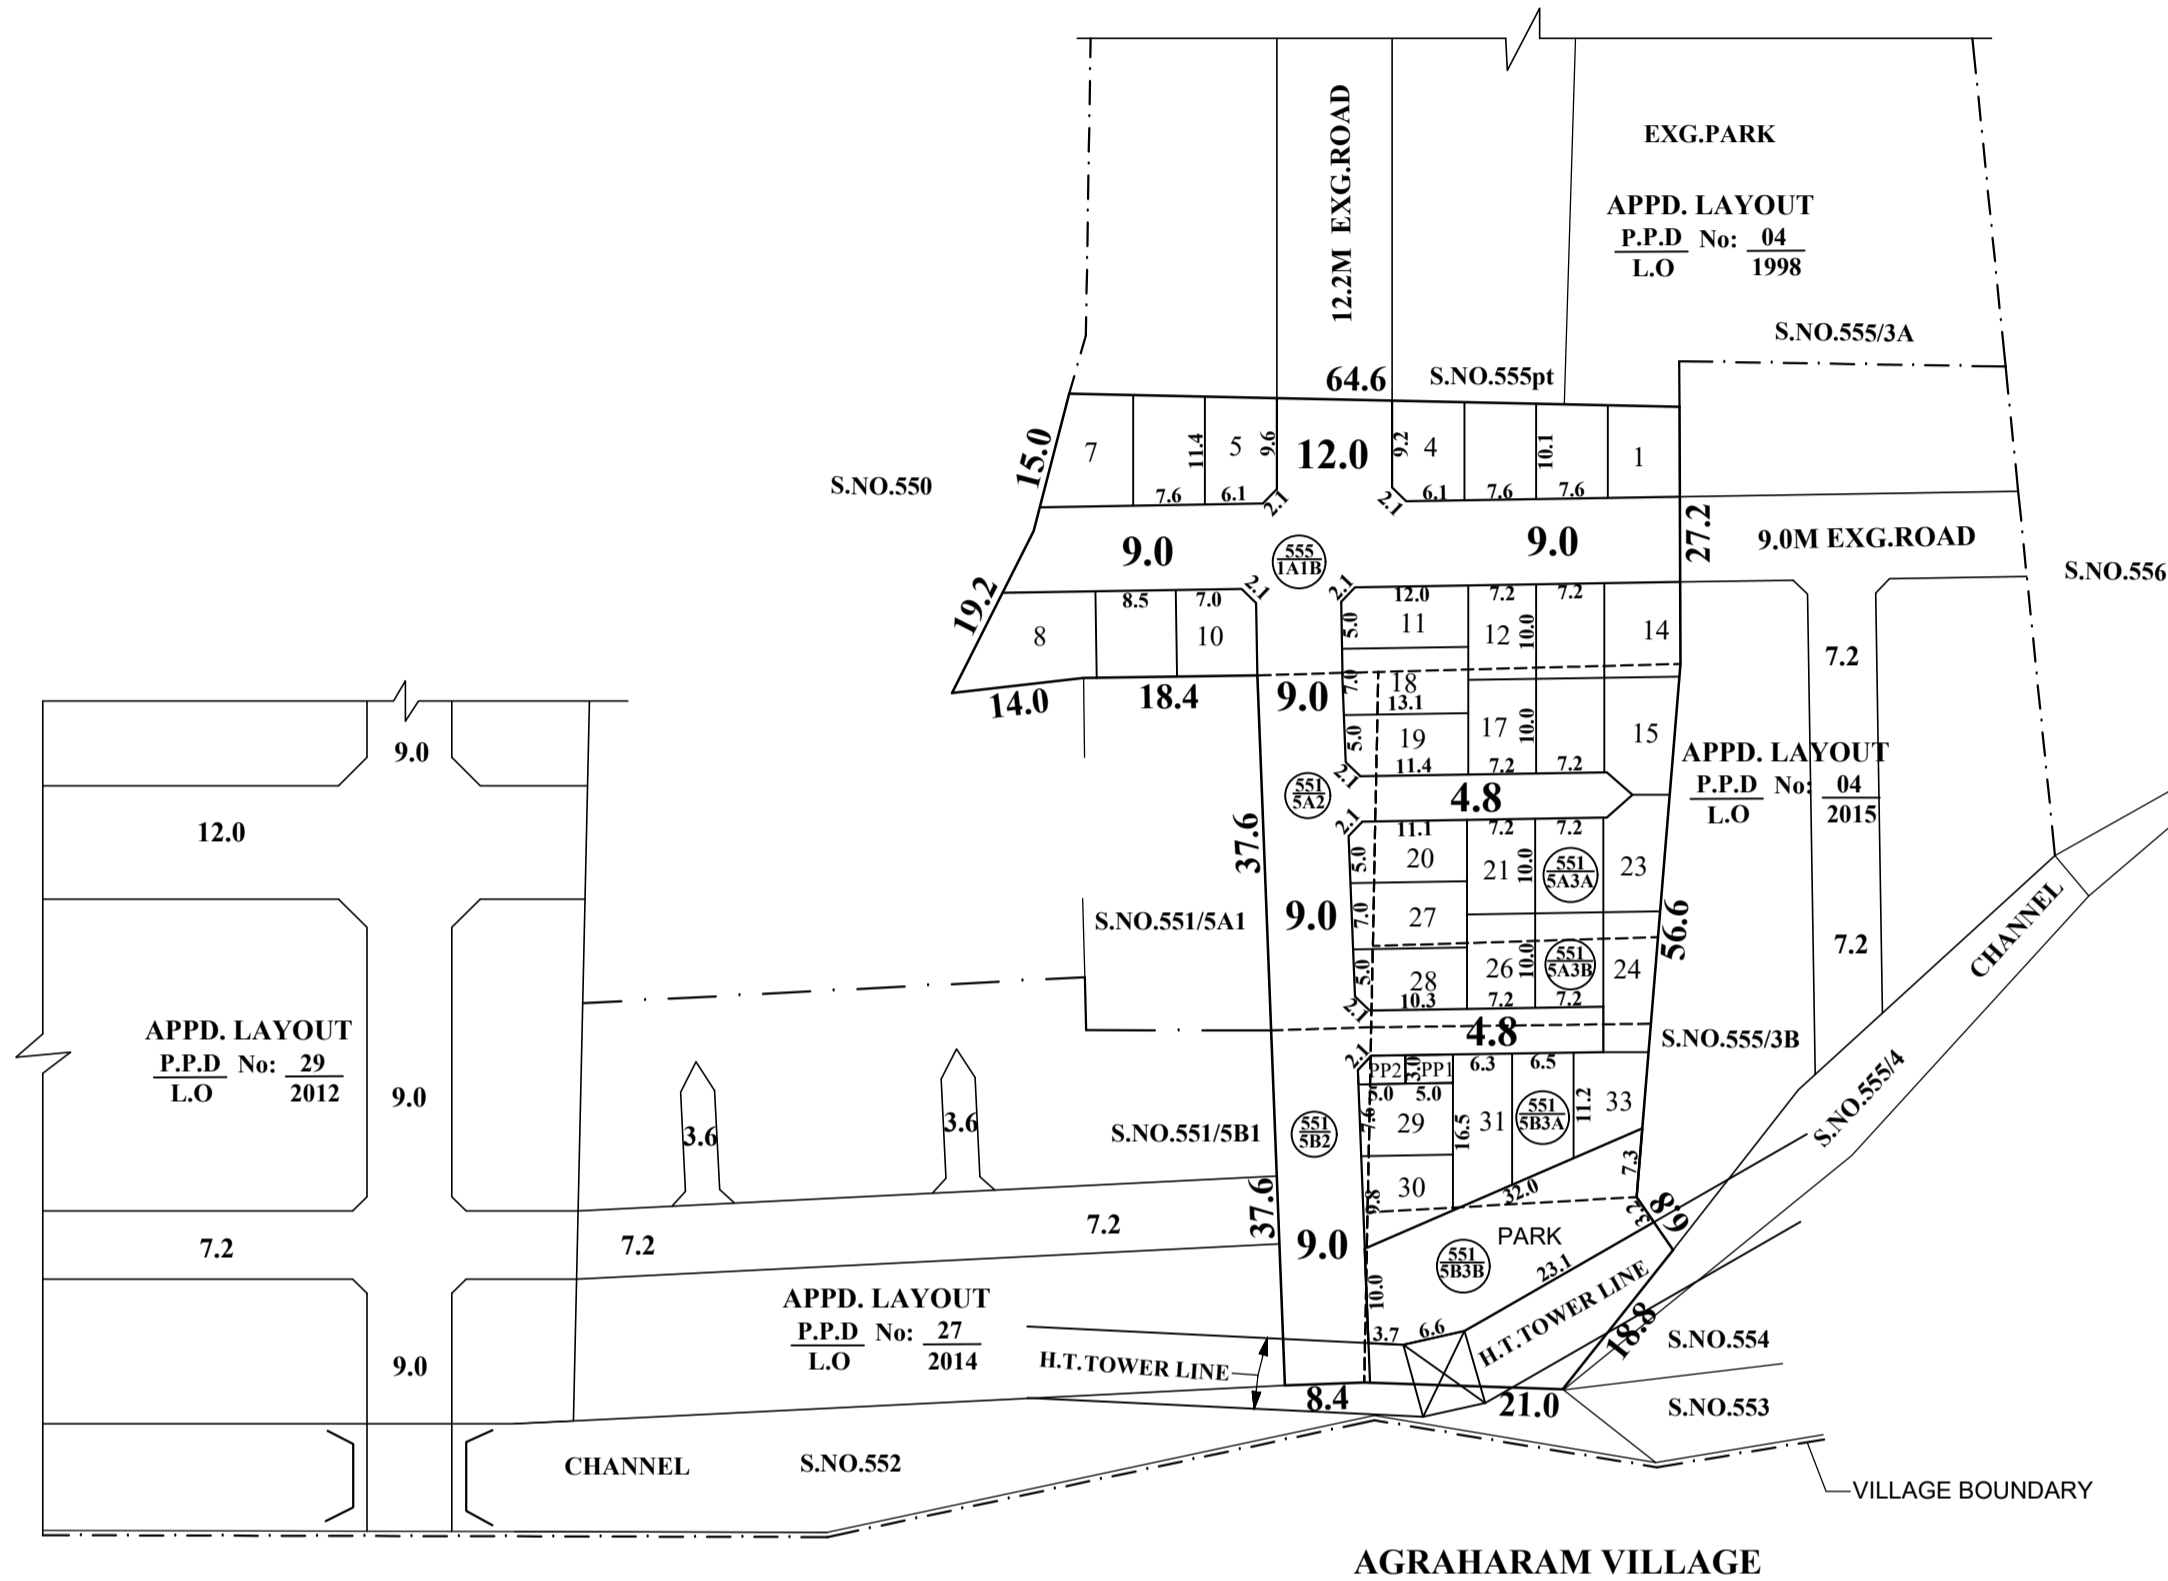 12.2M EXG.ROAD
EXG.PARK
APPD. LAYOUT
P.P.D No: 04
L.O 1998
S.NO.555/3A
64.6
S.NO.555pt
15.0
S.NO.550
7
11.4
5
9.6
12.0
9.2
4
10.1
1
7.6
6.1
2.1
2.1
6.1
7.6
7.6
9.0
555
1A1B
9.0
27.2
9.0M EXG.ROAD
S.NO.556
19.2
8.5
7.0
2.1
2.1
12.0
7.2
7.2
8
10
5.0
11
12
10.0
14
7.2
14.0
18.4
9.0
7.0
18
13.1
5.0
19
17
10.0
15
11.4
7.2
7.2
2.1
9.0
12.0
551
5A2
4.8
APPD. LAYOUT
P.P.D No: 04
L.O 2015
37.6
2.1
11.1
7.2
7.2
5.0
20
21
10.0
551
5A3A
23
S.NO.551/5A1
9.0
7.0
27
56.6
7.2
CHANNEL
5.0
28
26
10.0
551
5A3B
24
10.3
7.2
7.2
2.1
4.8
S.NO.555/3B
APPD. LAYOUT
P.P.D No: 29
L.O 2012
9.0
3.6
3.6
S.NO.551/5B1
551
5B2
2.1
PP2
3.0
PP1
6.3
6.5
5.0
5.0
7.6
29
16.5
31
551
5B3A
11.2
33
S.NO.555/4
7.3
30
9.8
32.0
3.2
6.8
7.2
7.2
7.2
37.6
9.0
PARK
551
5B3B
23.1
10.0
H.T.TOWER LINE
APPD. LAYOUT
P.P.D No: 27
L.O 2014
9.0
H.T.TOWER LINE
3.7
6.6
18.8
S.NO.554
8.4
21.0
S.NO.553
CHANNEL
S.NO.552
VILLAGE BOUNDARY
AGRAHARAM VILLAGE